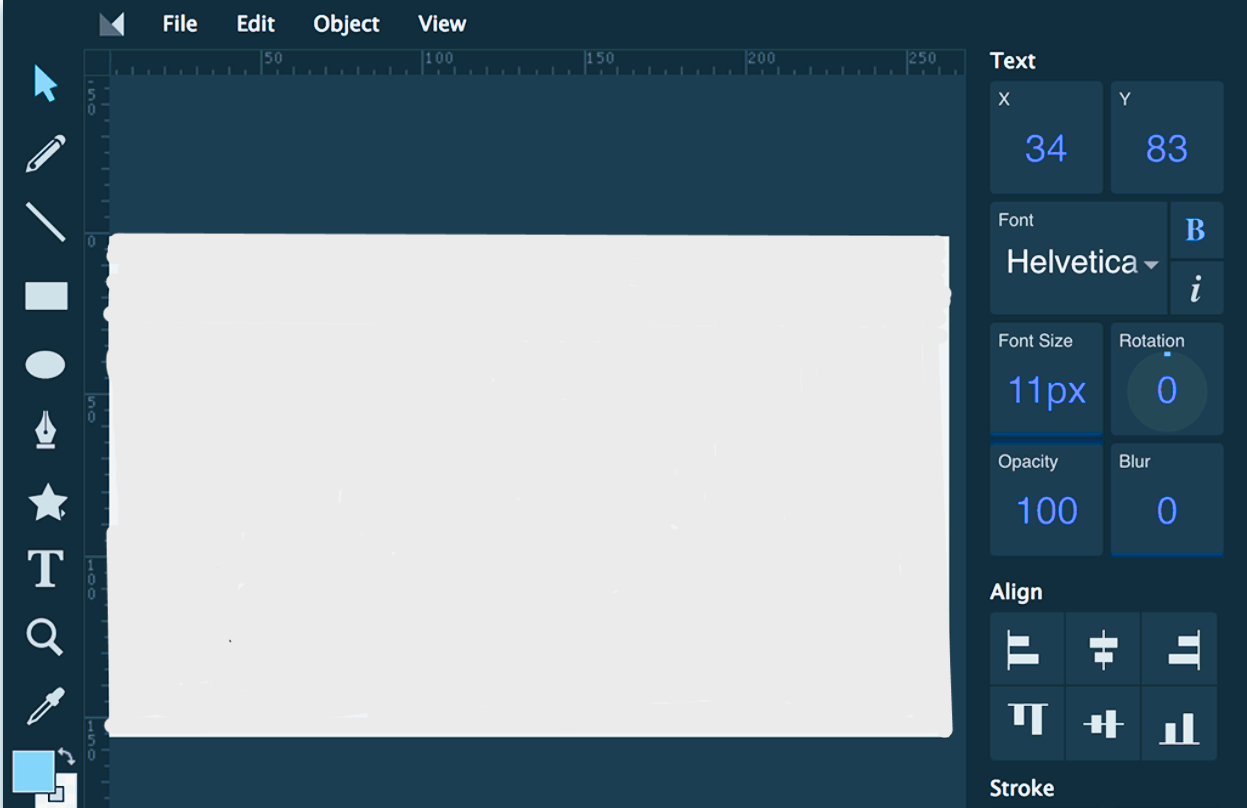 File Edit Object View
50 100 150 200 250
50
0
50
100
150
Text
X Y
34 83
Font
Helvetica
B
i
Font Size Rotation
11px 0
Opacity Blur
100 0
Align
T
Stroke